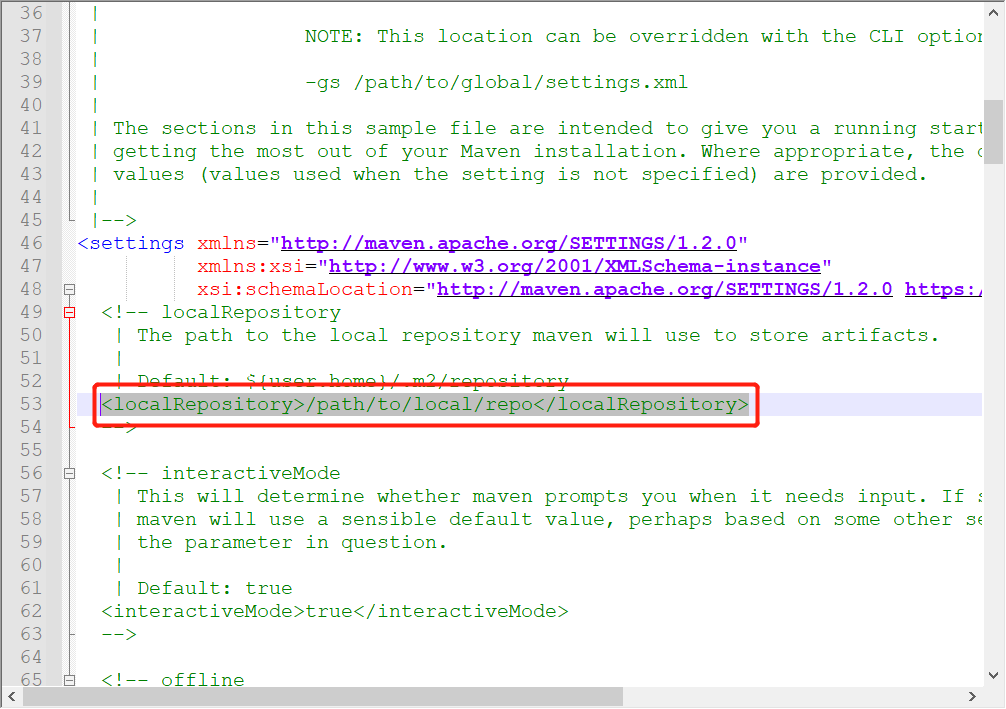 36 |
37 | NOTE: This location can be overridden with the CLI option
38 |
39 | -gs /path/to/global/settings.xml
40 |
41 | The sections in this sample file are intended to give you a running start
42 | getting the most out of your Maven installation. Where appropriate, the
43 | values (values used when the setting is not specified) are provided.
44 |
45 |-->
46 <settings xmlns="http://maven.apache.org/SETTINGS/1.2.0"
47 xmlns:xsi="http://www.w3.org/2001/XMLSchema-instance"
48 xsi:schemaLocation="http://maven.apache.org/SETTINGS/1.2.0 https:/
49 <!-- localRepository
50 | The path to the local repository maven will use to store artifacts.
51 |
52 | Default: ${user.home}/.m2/repository
53 <localRepository>/path/to/local/repo</localRepository>
54 -->
55
56 <!-- interactiveMode
57 | This will determine whether maven prompts you when it needs input. If
58 | maven will use a sensible default value, perhaps based on some other
59 | the parameter in question.
60 |
61 | Default: true
62 <interactiveMode>true</interactiveMode>
63 -->
64
65 <!-- offline